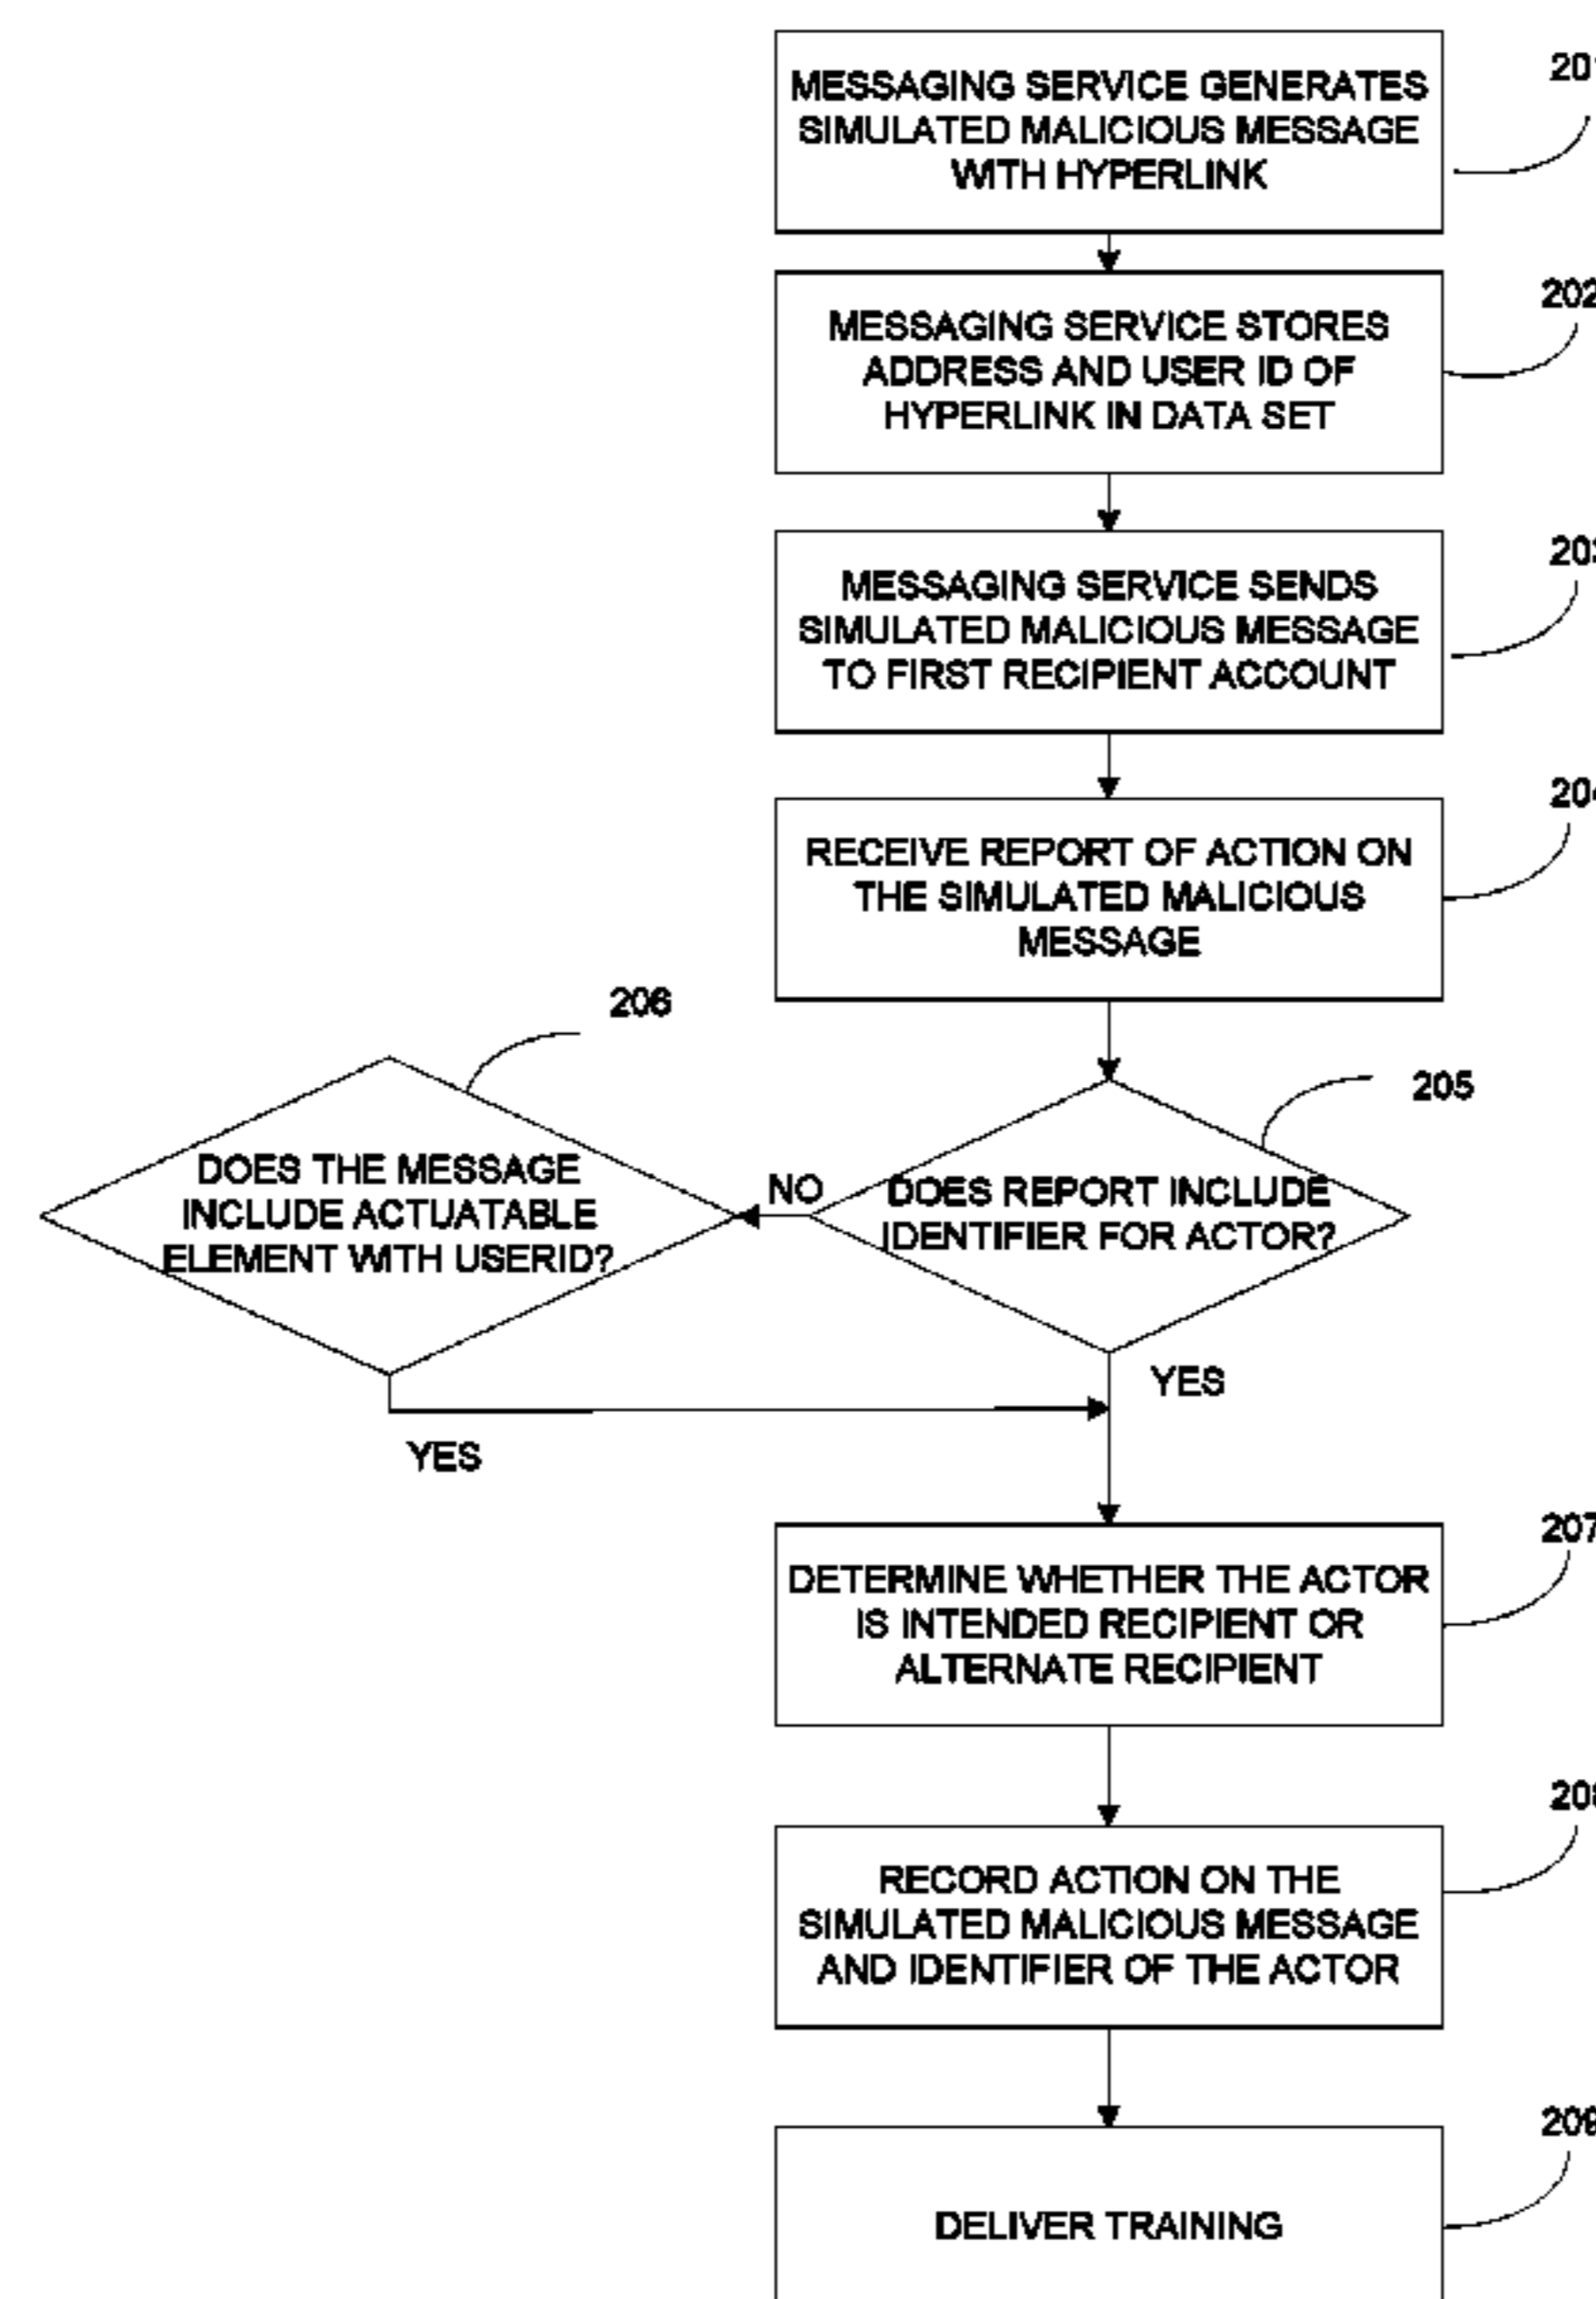 MESSAGING SERVICE GENERATES
SIMULATED MALICIOUS MESSAGE
WITH HYPERLINK
202
MESSAGING SERVICE STORES
ADDRESS AND USER ID OF
HYPERLINK IN DATA SET
MESSAGING SERVICE SENDS
SIMULATED MALICIOUS MESSAGE
TO FIRST RECIPIENT ACCOUNT
RECEIVE REPORT OF ACTION ON
THE SIMULATED MALICIOUS
MESSAGE
206
205
DOES THE MESSAGE
INCLUDE ACTUATABLE
ELEMENT WITH USERID?
NO
DOES REPORT INCLUDE
IDENTIFIER FOR ACTOR?
YES
YES
207
DETERMINE WHETHER THE ACTOR
IS INTENDED RECIPIENT OR
ALTERNATE RECIPIENT
RECORD ACTION ON THE
SIMULATED MALICIOUS MESSAGE
AND IDENTIFIER OF THE ACTOR
209
DELIVER TRAINING